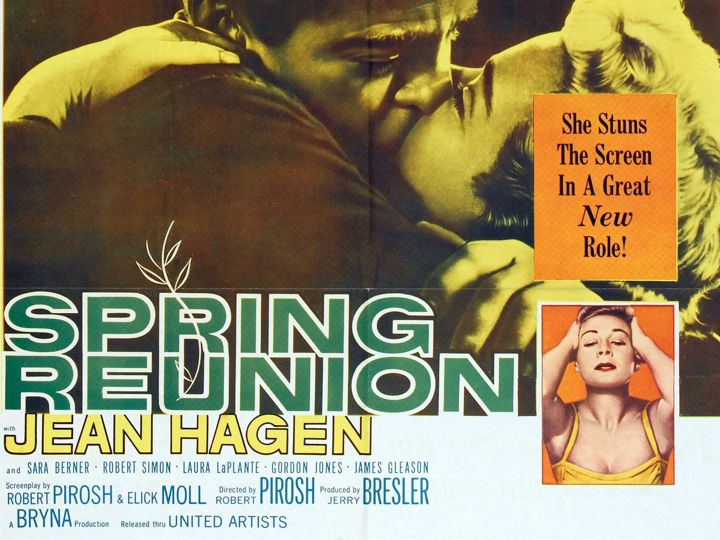 She Stuns
The Screen
In A Great
New
Role!
SPRING
REUNION
with JEAN HAGEN
and SARA BERNER · ROBERT SIMON · LAURA LaPLANTE · GORDON JONES · JAMES GLEASON
Screenplay by ROBERT PIROSH & ELICK MOLL Directed by ROBERT PIROSH Produced by JERRY BRESLER
A BRYNA Production Released thru UNITED ARTISTS